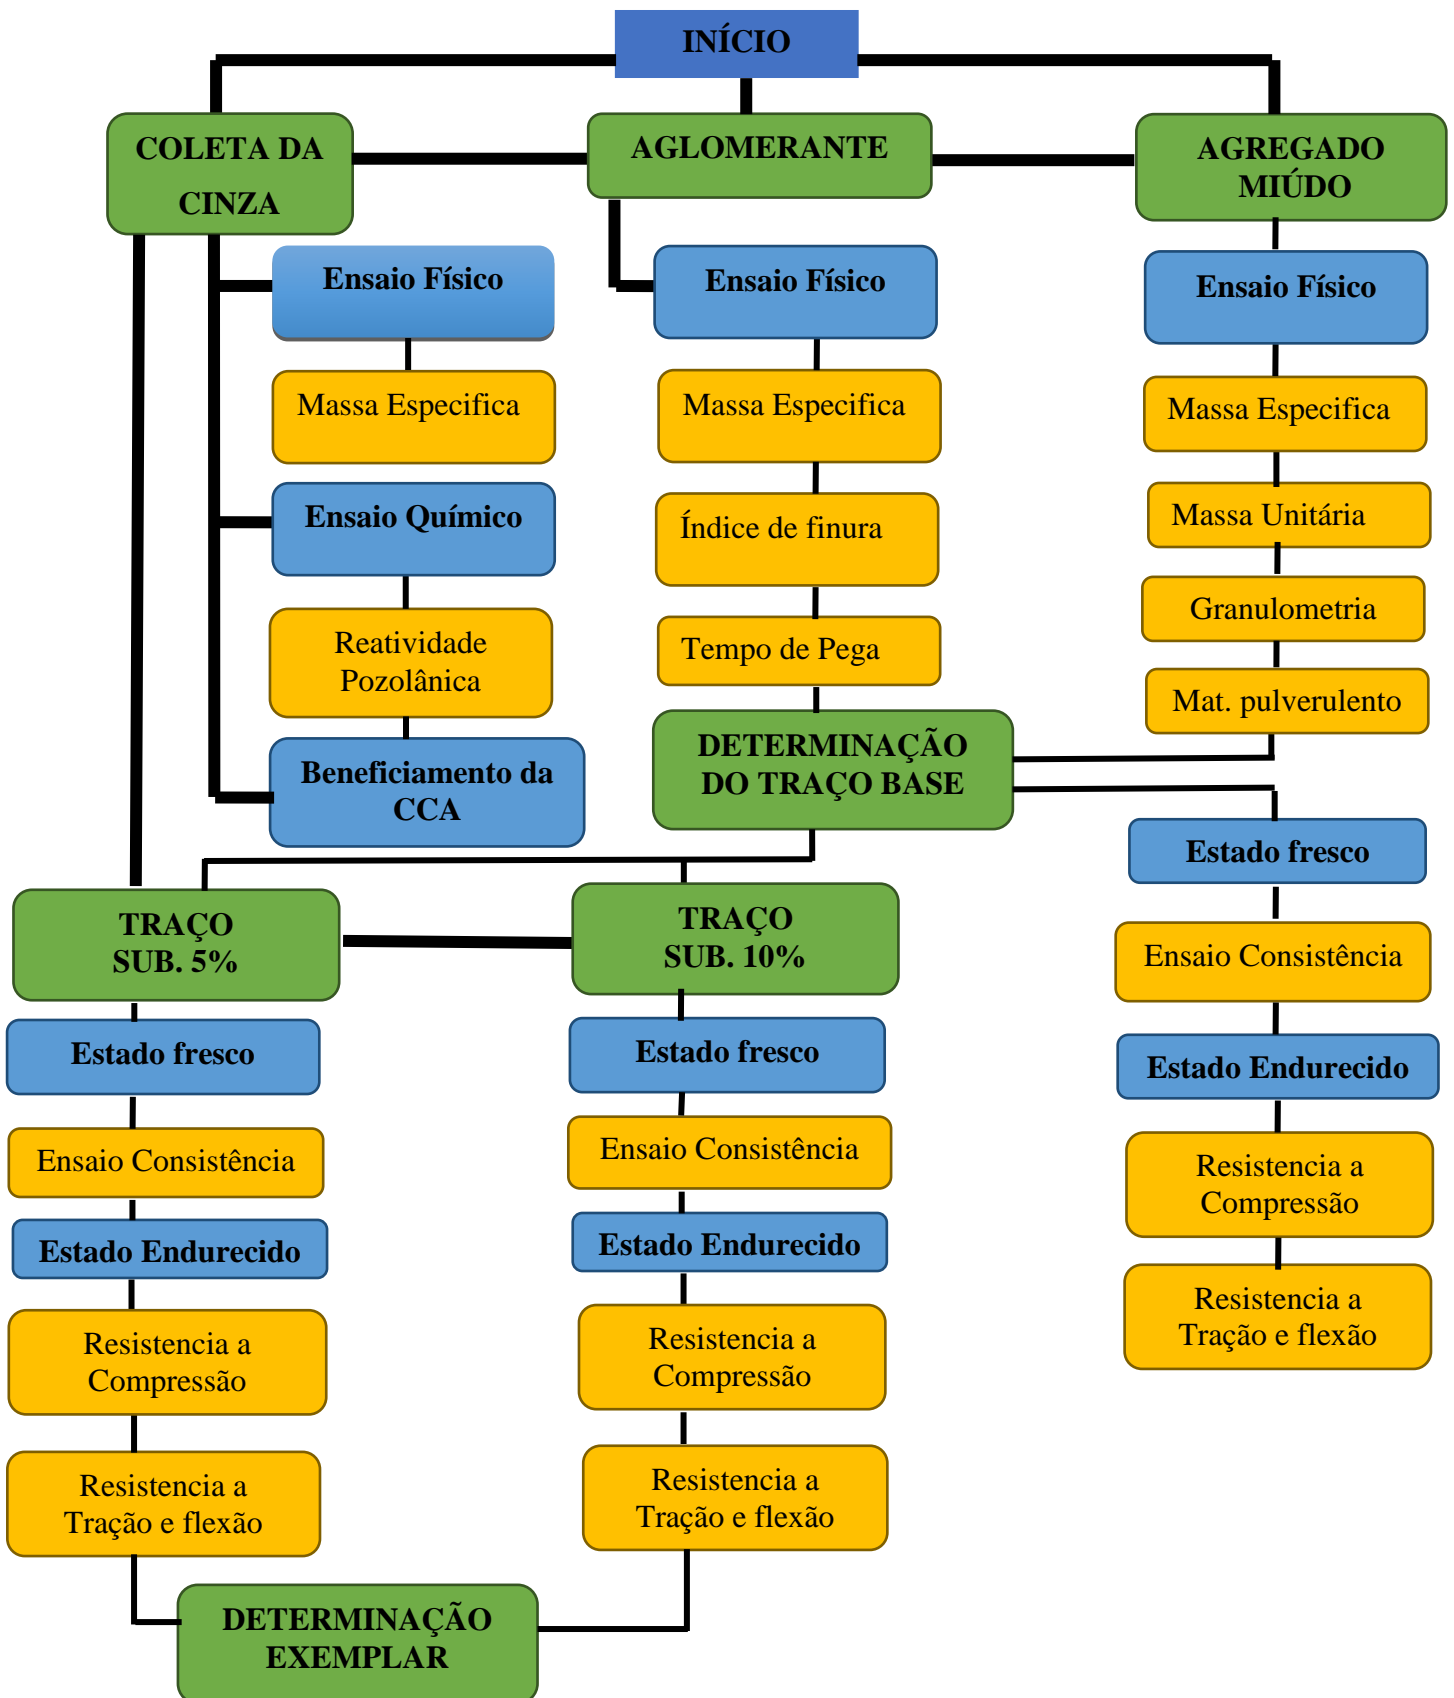 INÍCIO
COLETA DA
CINZA
AGLOMERANTE
AGREGADO
MIÚDO
Ensaio Físico
Massa Especifica
Ensaio Químico
Reatividade
Pozolânica
Beneficiamento da
CCA
Ensaio Físico
Massa Especifica
Índice de finura
Tempo de Pega
Ensaio Físico
Massa Especifica
Massa Unitária
Granulometria
Mat. pulverulento
DETERMINAÇÃO
DO TRAÇO BASE
TRAÇO
SUB. 5%
Estado fresco
Ensaio Consistência
Estado Endurecido
Resistencia a
Compressão
Resistencia a
Tração e flexão
TRAÇO
SUB. 10%
Estado fresco
Ensaio Consistência
Estado Endurecido
Resistencia a
Compressão
Resistencia a
Tração e flexão
Estado fresco
Ensaio Consistência
Estado Endurecido
Resistencia a
Compressão
Resistencia a
Tração e flexão
DETERMINAÇÃO
EXEMPLAR